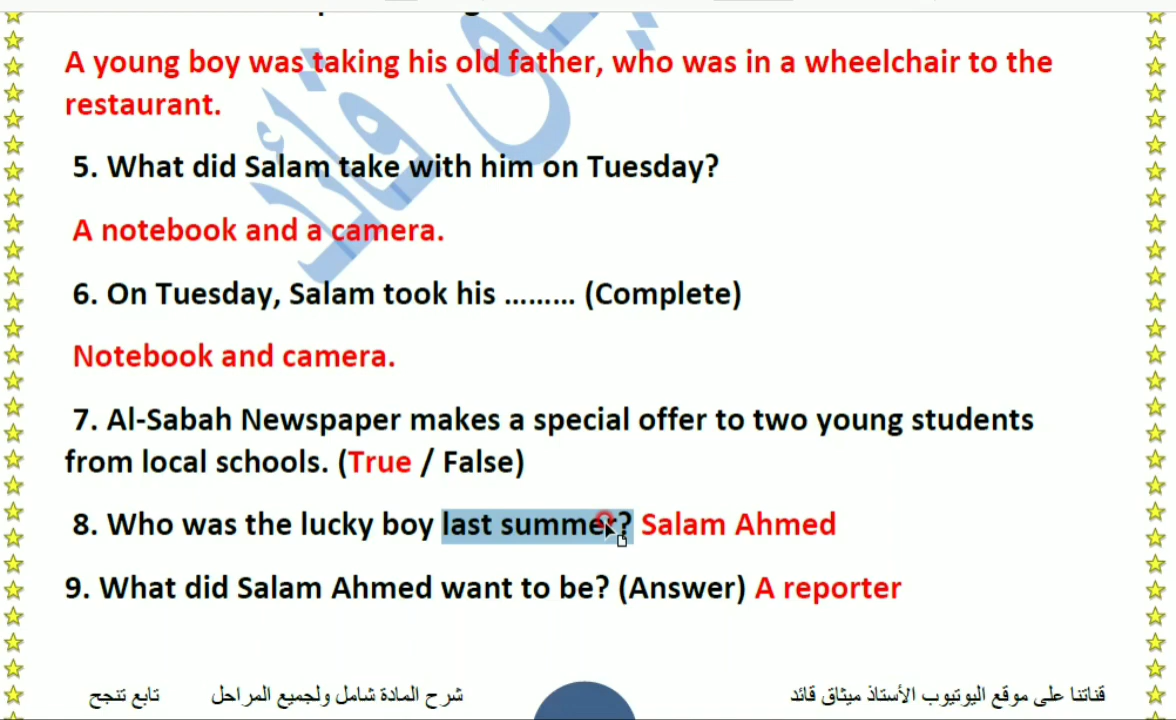 A young boy was taking his old father, who was in a wheelchair to the
restaurant.
5. What did Salam take with him on Tuesday?
A notebook and a camera.
6. On Tuesday, Salam took his ......... (Complete)
Notebook and camera.
7. Al-Sabah Newspaper makes a special offer to two young students
from local schools. (True / False)
8. Who was the lucky boy last summer? Salam Ahmed
9. What did Salam Ahmed want to be? (Answer) A reporter
قناتنا على موقع اليوتيوب الأستاذ ميثاق قائد شرح المادة شامل ولجميع المراحل تابع تنجح